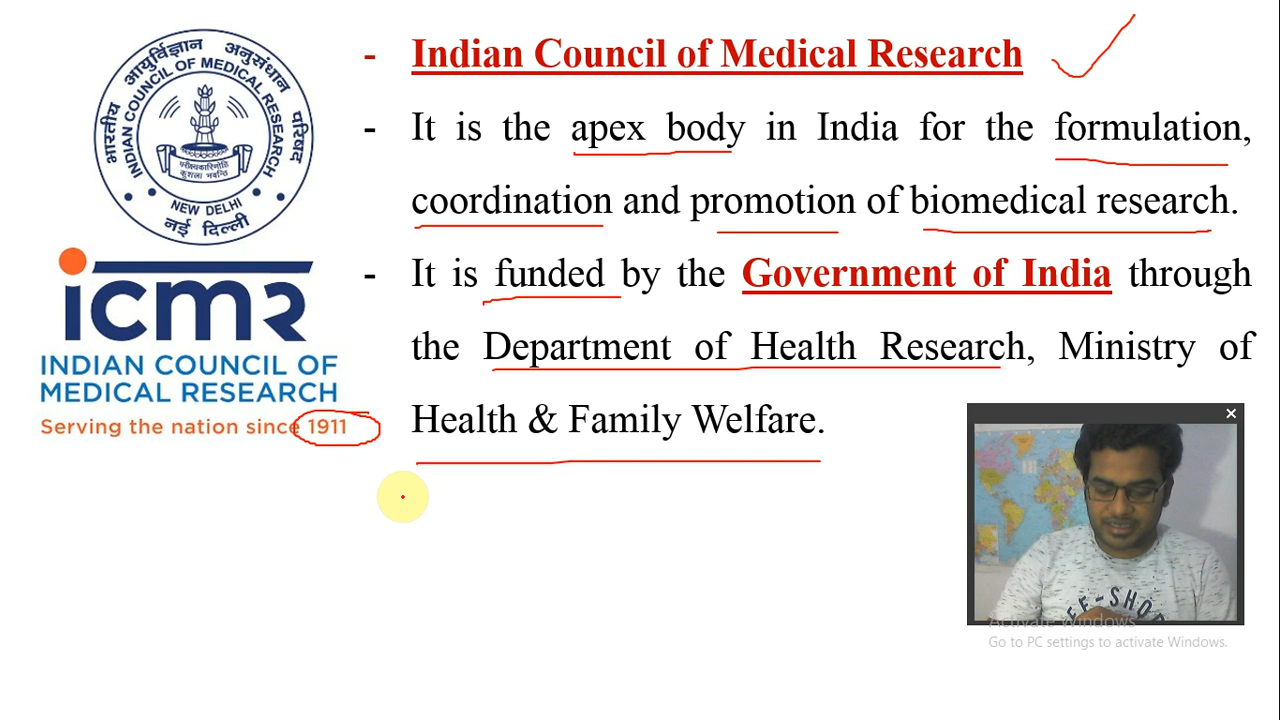 भारतीय आयुर्विज्ञान अनुसंधान परिषद
INDIAN COUNCIL OF MEDICAL RESEARCH
NEW DELHI
नई दिल्ली
icmr
INDIAN COUNCIL OF
MEDICAL RESEARCH
Serving the nation since 1911
- Indian Council of Medical Research
- It is the apex body in India for the formulation,
coordination and promotion of biomedical research.
- It is funded by the Government of India through
the Department of Health Research, Ministry of
Health & Family Welfare.
Activate Windows
Go to PC settings to activate Windows.